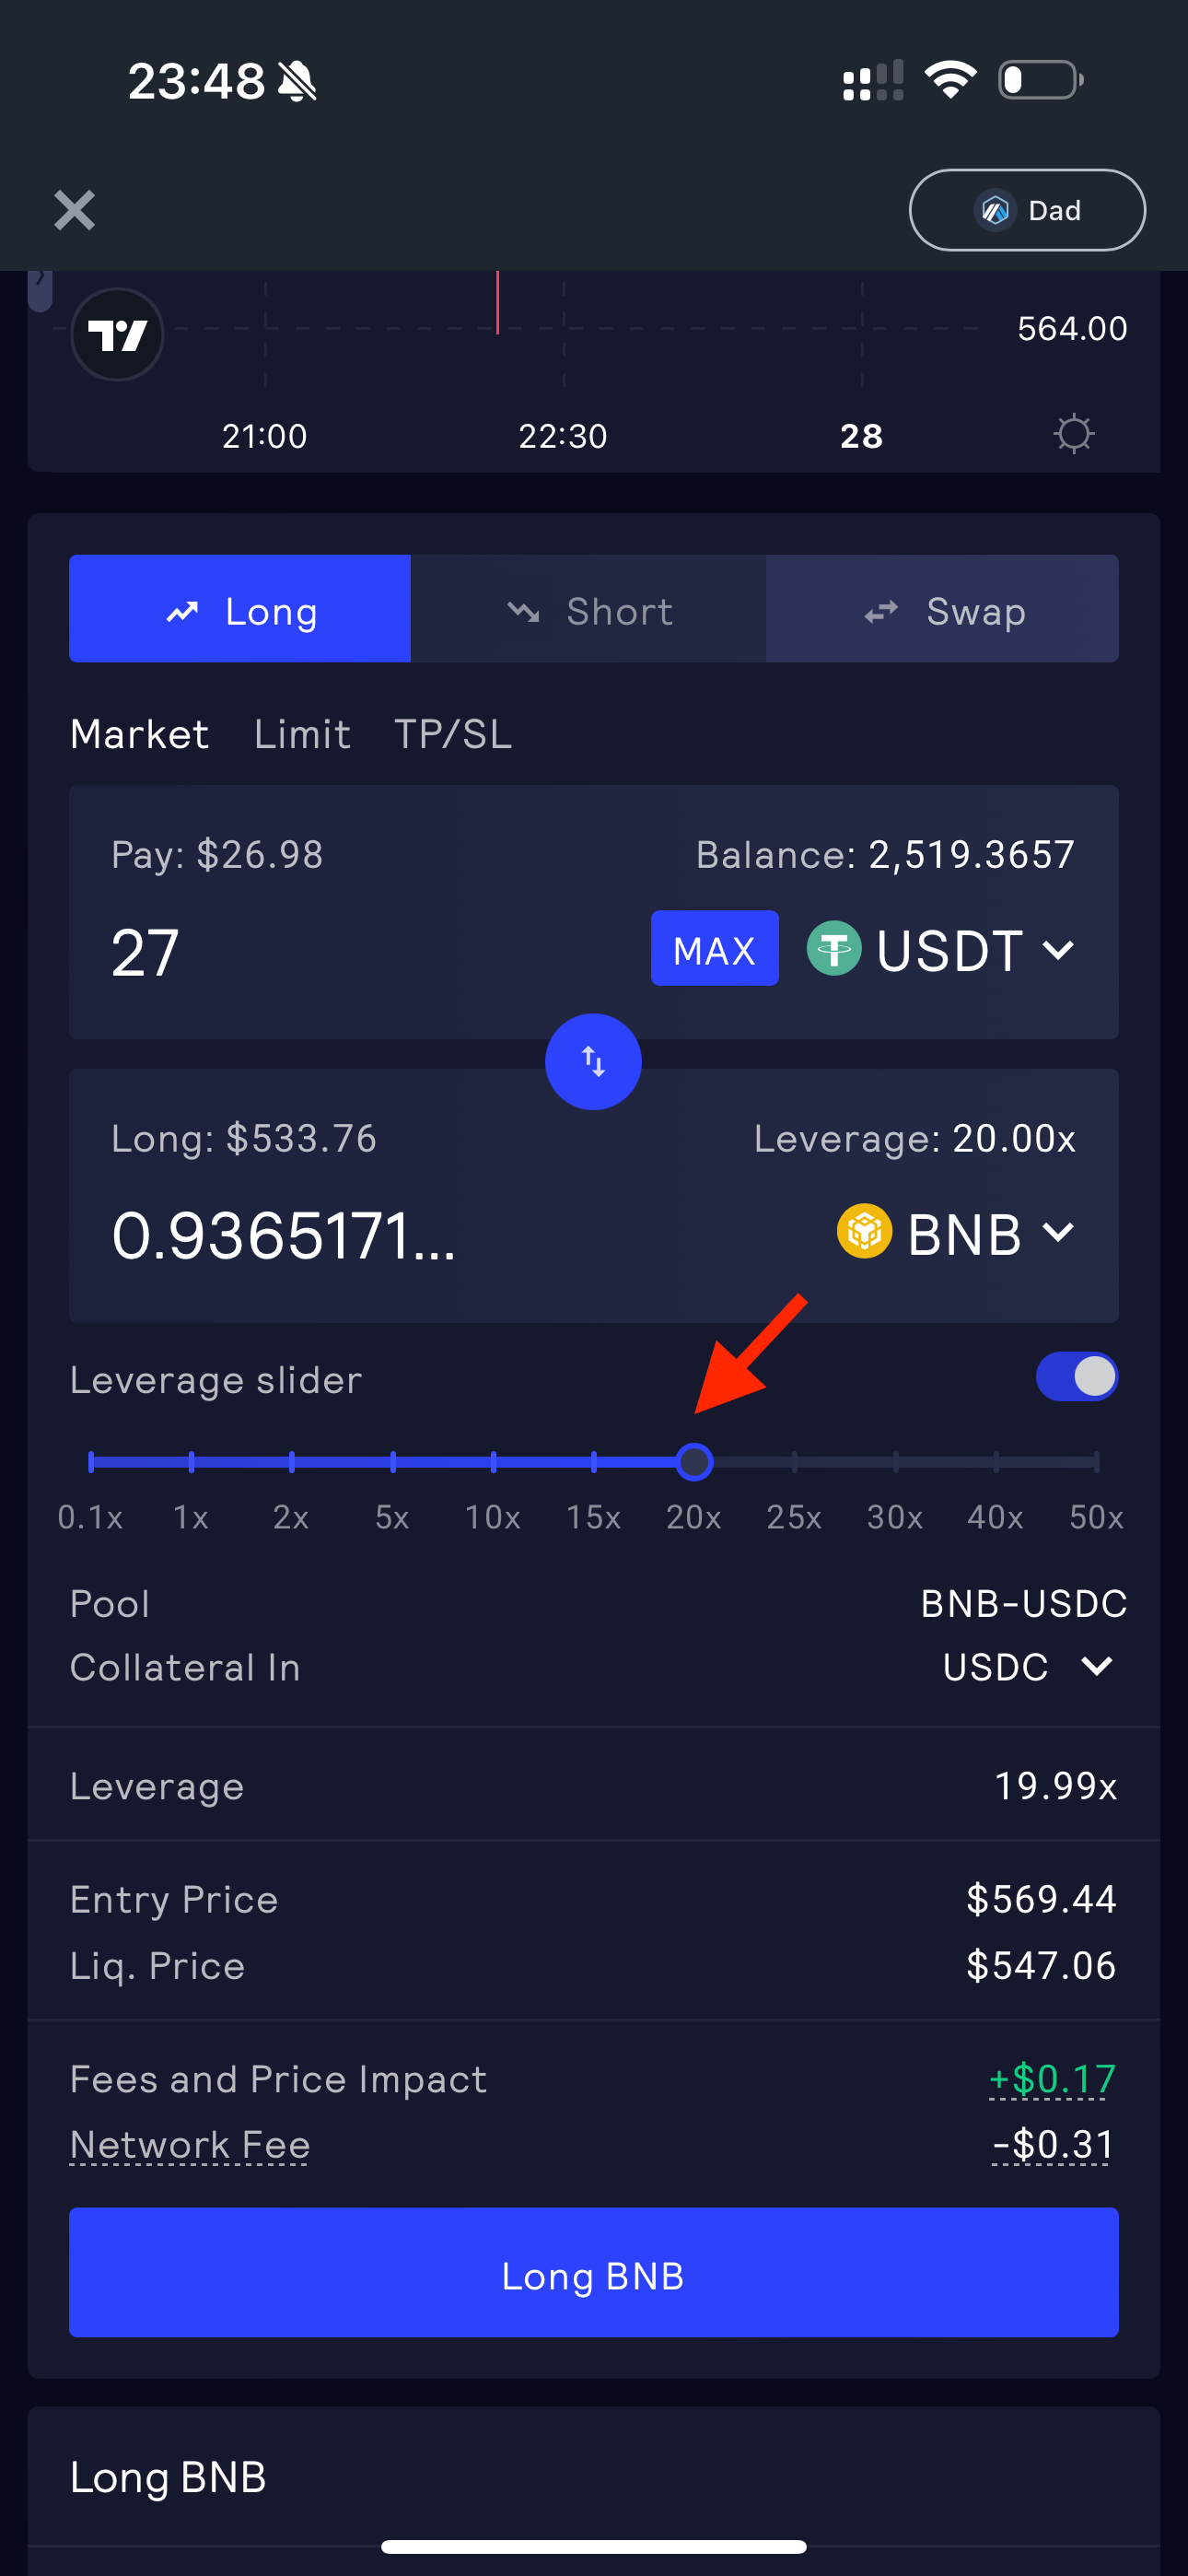 23:48
Dad
564.00
21:00 22:30 28
Long Short Swap
Market Limit TP/SL
Pay: $26.98 Balance: 2,519.3657
27 MAX USDT
Long: $533.76 Leverage: 20.00x
0.9365171... BNB
Leverage slider
0.1x 1x 2x 5x 10x 15x 20x 25x 30x 40x 50x
Pool BNB-USDC
Collateral In USDC
Leverage 19.99x
Entry Price $569.44
Liq. Price $547.06
Fees and Price Impact +$0.17
Network Fee -$0.31
Long BNB
Long BNB